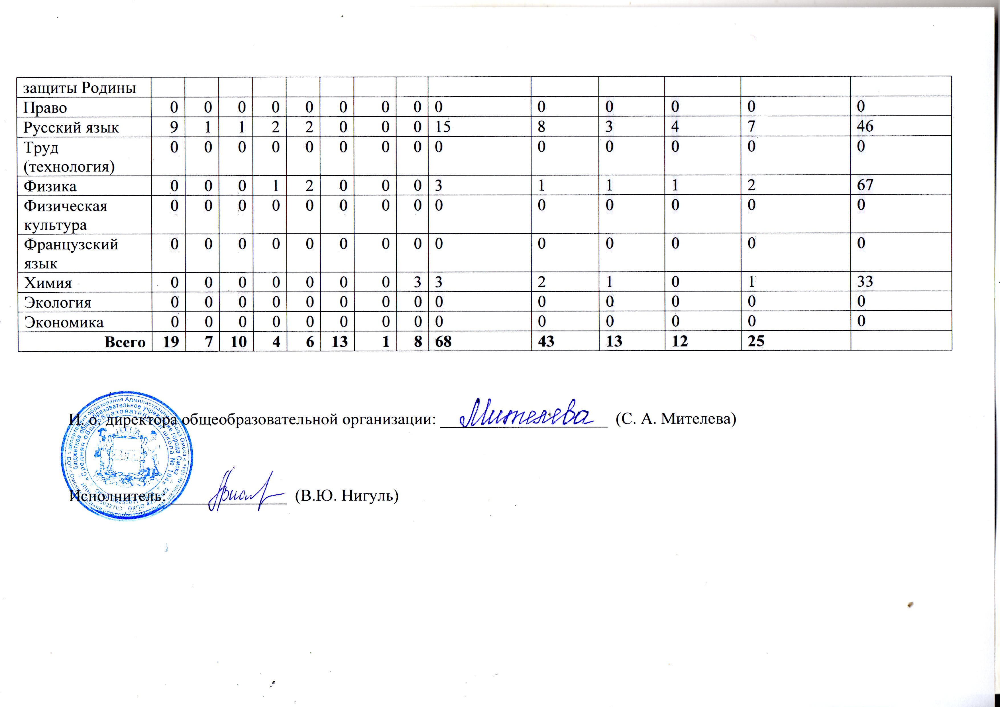 защиты Родины
Право 0 0 0 0 0 0 0 0 0 0 0 0 0 0
Русский язык 9 1 1 2 2 0 0 0 15 8 3 4 7 46
Труд 0 0 0 0 0 0 0 0 0 0 0 0 0 0
(технология)
Физика 0 0 0 1 2 0 0 0 3 1 1 1 2 67
Физическая 0 0 0 0 0 0 0 0 0 0 0 0 0 0
культура
Французский 0 0 0 0 0 0 0 0 0 0 0 0 0 0
язык
Химия 0 0 0 0 0 0 0 3 3 2 1 0 1 33
Экология 0 0 0 0 0 0 0 0 0 0 0 0 0 0
Экономика 0 0 0 0 0 0 0 0 0 0 0 0 0 0
Всего 19 7 10 4 6 13 1 8 68 43 13 12 25
И. о. директора общеобразовательной организации: Мителева (С. А. Мителева)
Исполнитель: (В.Ю. Нигуль)
департамент образования Администрации города Омска
бюджетное общеобразовательное учреждение города Омска
«Средняя общеобразовательная школа № 104»